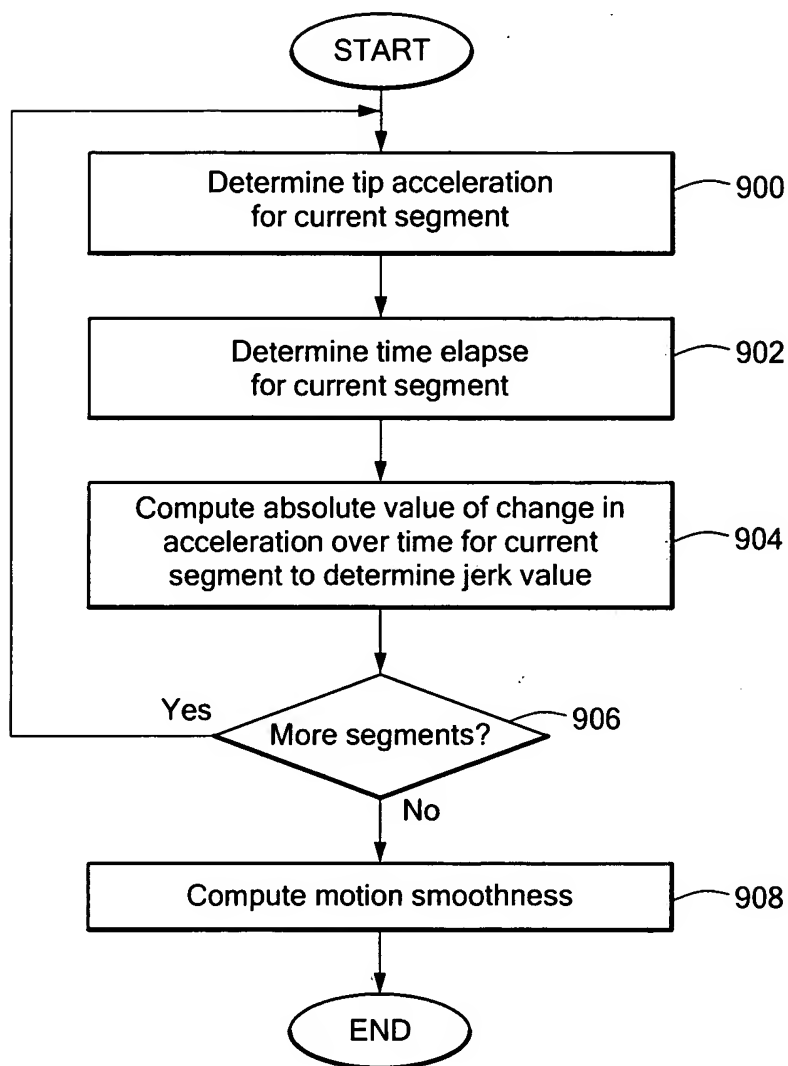 START
Determine tip acceleration
for current segment
900
Determine time elapse
for current segment
902
Compute absolute value of change in
acceleration over time for current
segment to determine jerk value
904
Yes
More segments?
906
No
Compute motion smoothness
908
END